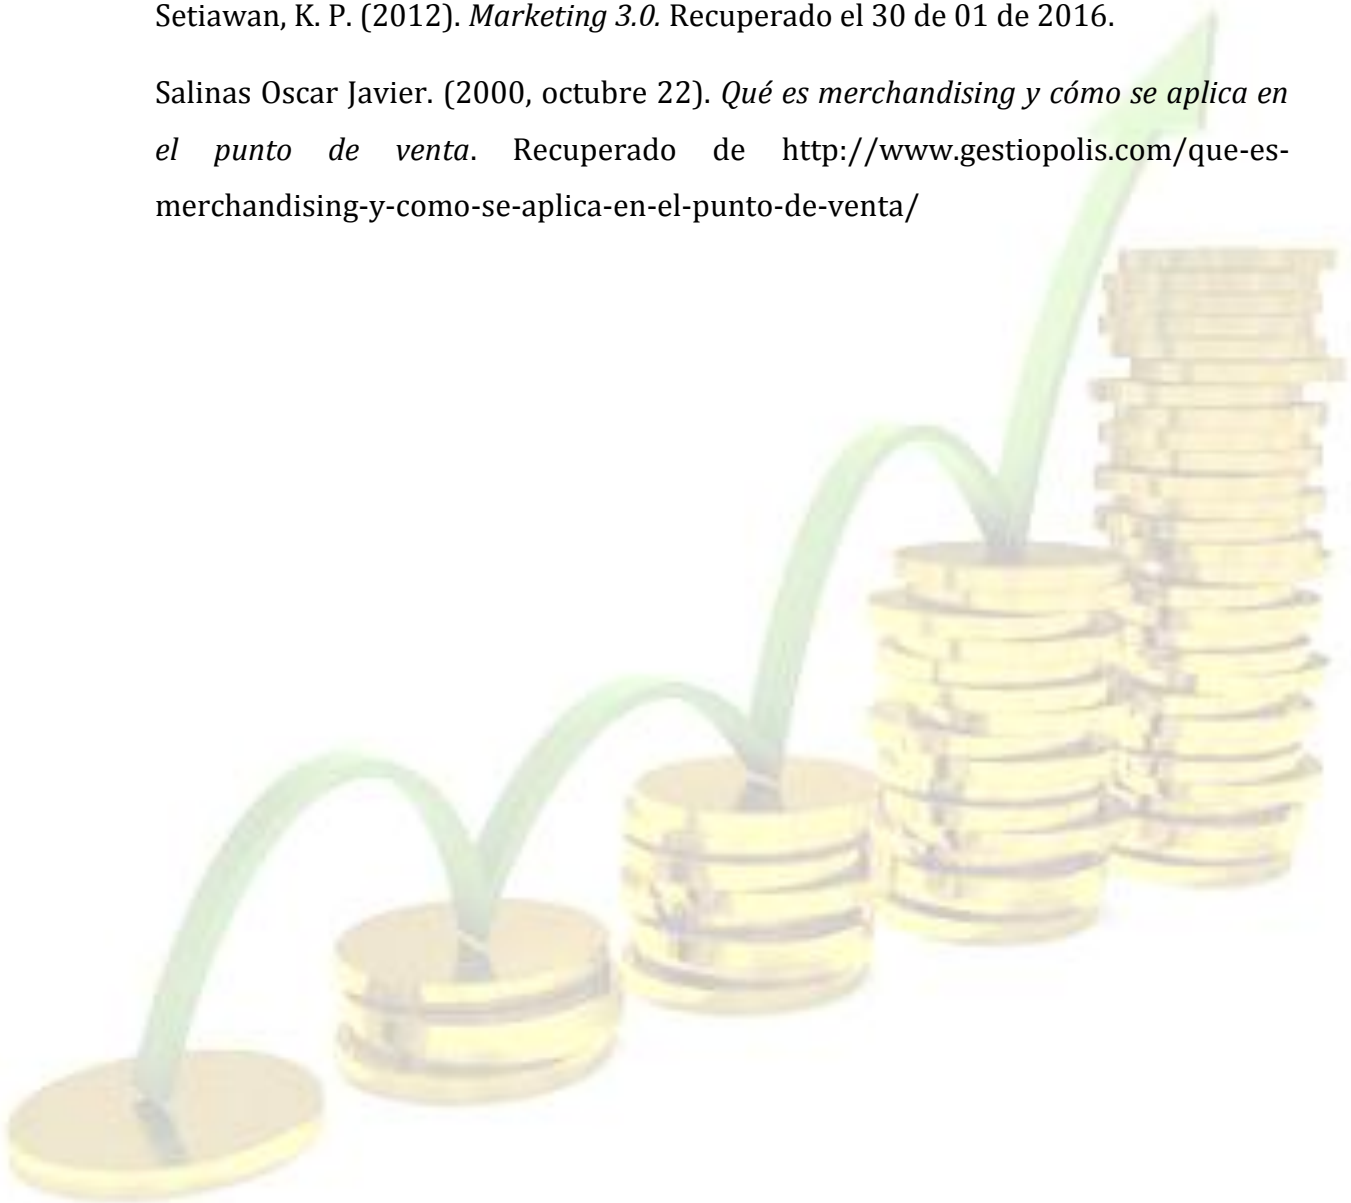 Setiawan, K. P. (2012). Marketing 3.0. Recuperado el 30 de 01 de 2016.
Salinas Oscar Javier. (2000, octubre 22). Qué es merchandising y cómo se aplica en
el punto de venta. Recuperado de http://www.gestiopolis.com/que-es-
merchandising-y-como-se-aplica-en-el-punto-de-venta/